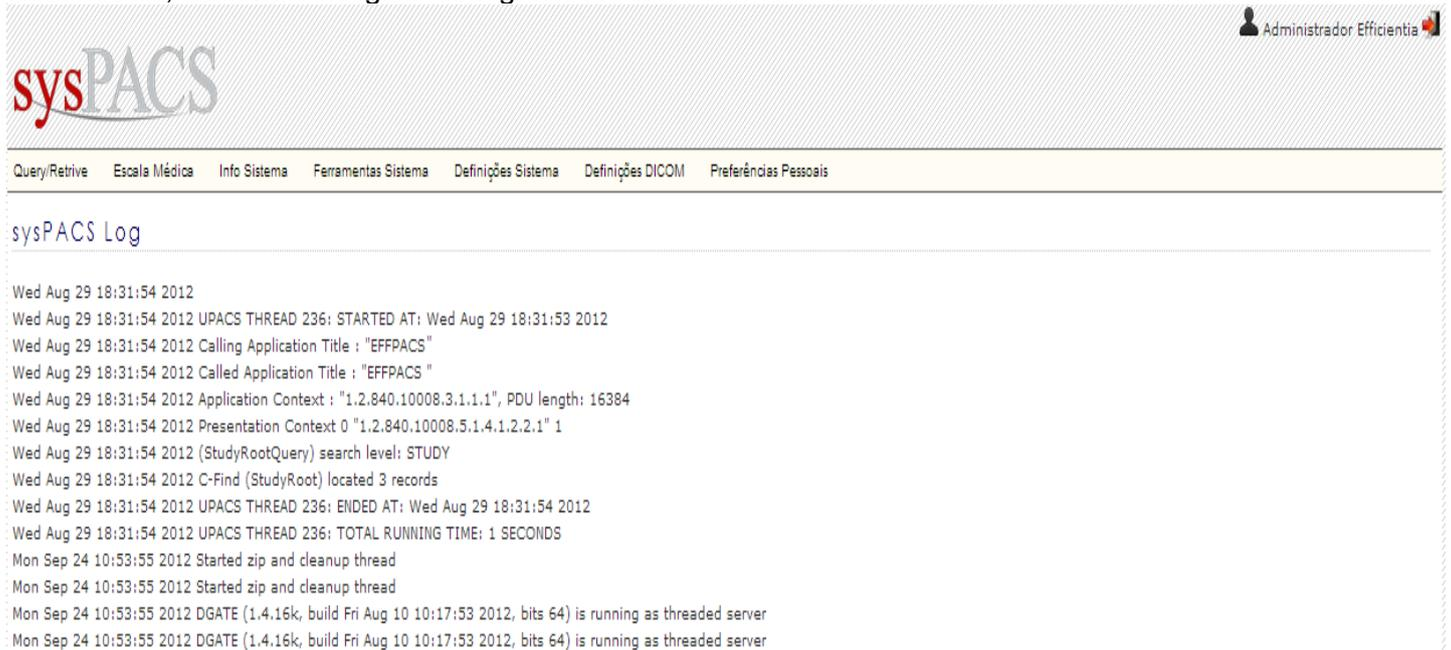 Administrador Efficientia
sysPACS
Query/Retrive Escala Médica Info Sistema Ferramentas Sistema Definições Sistema Definições DICOM Preferências Pessoais
sysPACS Log
Wed Aug 29 18:31:54 2012
Wed Aug 29 18:31:54 2012 UPACS THREAD 236: STARTED AT: Wed Aug 29 18:31:53 2012
Wed Aug 29 18:31:54 2012 Calling Application Title : "EFFPACS"
Wed Aug 29 18:31:54 2012 Called Application Title : "EFFPACS "
Wed Aug 29 18:31:54 2012 Application Context : "1.2.840.10008.3.1.1.1", PDU length: 16384
Wed Aug 29 18:31:54 2012 Presentation Context 0 "1.2.840.10008.5.1.4.1.2.2.1" 1
Wed Aug 29 18:31:54 2012 (StudyRootQuery) search level: STUDY
Wed Aug 29 18:31:54 2012 C-Find (StudyRoot) located 3 records
Wed Aug 29 18:31:54 2012 UPACS THREAD 236: ENDED AT: Wed Aug 29 18:31:54 2012
Wed Aug 29 18:31:54 2012 UPACS THREAD 236: TOTAL RUNNING TIME: 1 SECONDS
Mon Sep 24 10:53:55 2012 Started zip and cleanup thread
Mon Sep 24 10:53:55 2012 Started zip and cleanup thread
Mon Sep 24 10:53:55 2012 DGATE (1.4.16k, build Fri Aug 10 10:17:53 2012, bits 64) is running as threaded server
Mon Sep 24 10:53:55 2012 DGATE (1.4.16k, build Fri Aug 10 10:17:53 2012, bits 64) is running as threaded server